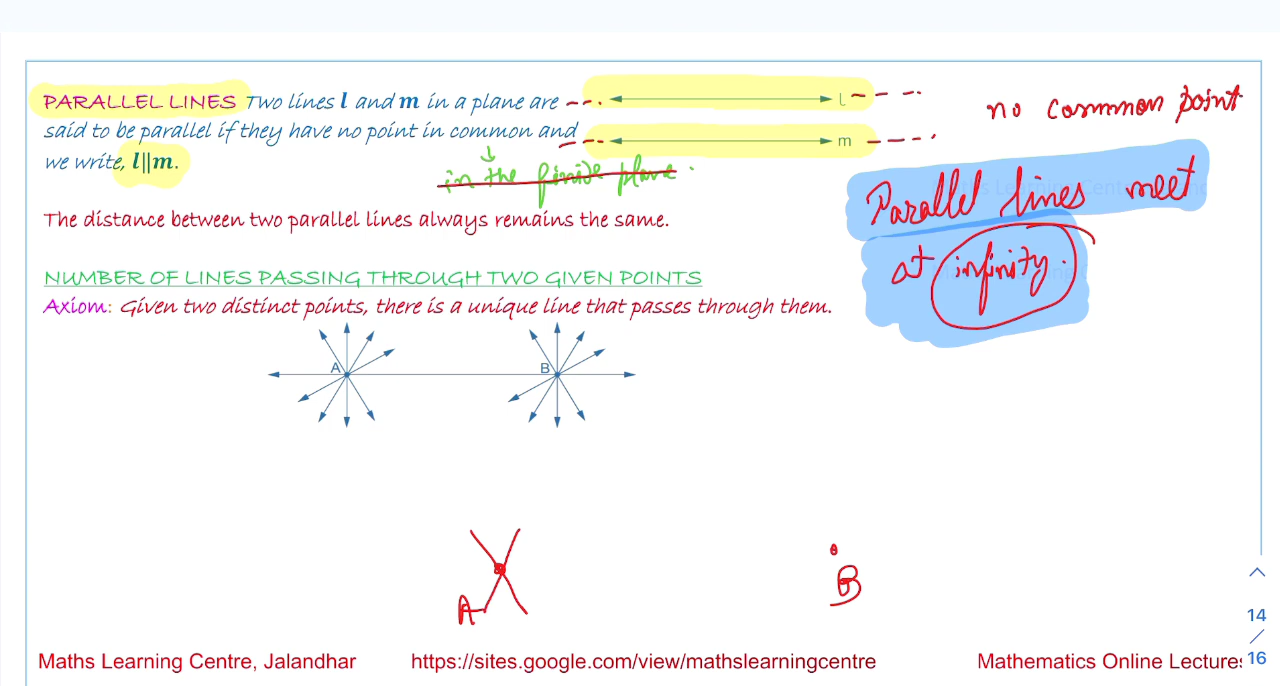 PARALLEL LINES Two lines l and m in a plane are
said to be parallel if they have no point in common and
we write, l||m.
l
m
no common point
in the finite plane.
Parallel lines meet
at infinity.
The distance between two parallel lines always remains the same.
NUMBER OF LINES PASSING THROUGH TWO GIVEN POINTS
Axiom: Given two distinct points, there is a unique line that passes through them.
A
B
A
B
14
/
16
Maths Learning Centre, Jalandhar
https://sites.google.com/view/mathslearningcentre
Mathematics Online Lectures